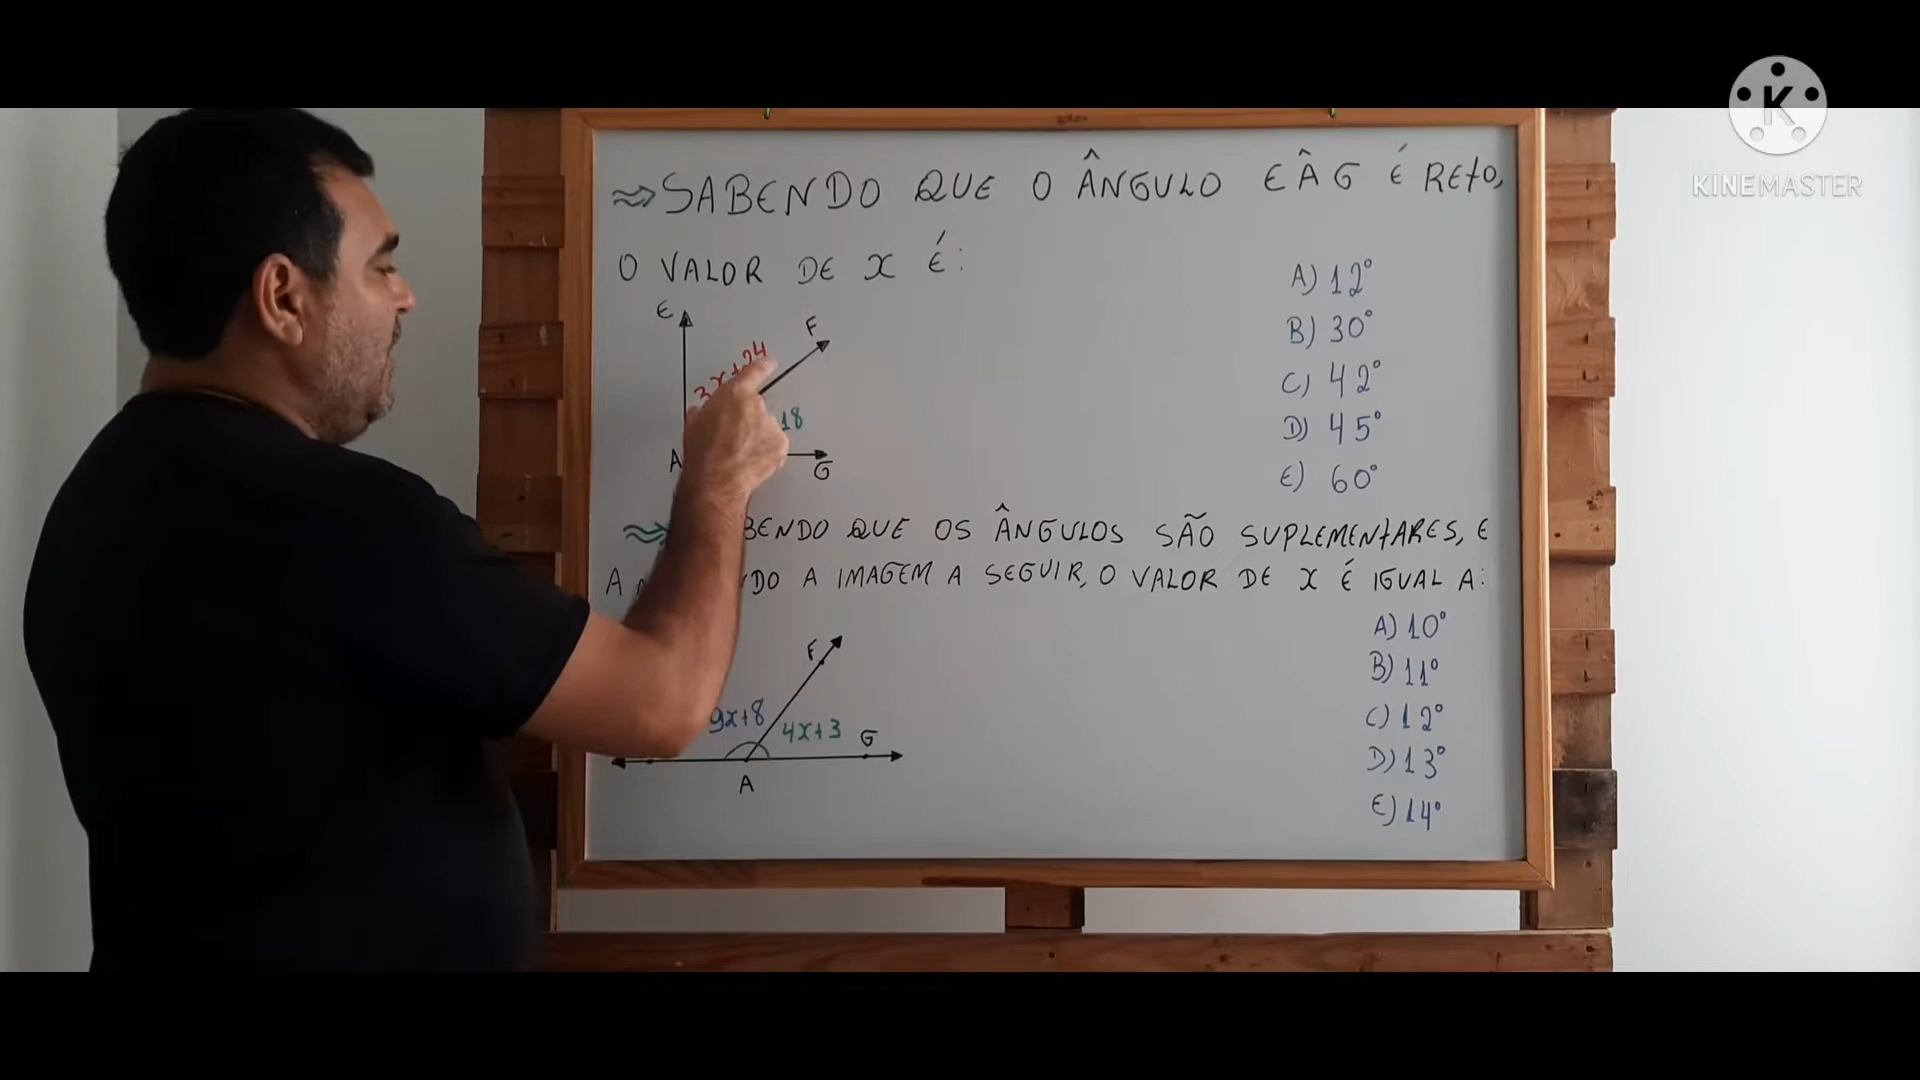 ⇝ SABENDO QUE O ÂNGULO EÂG É RETO,
O VALOR DE x É:
E
F
3x+24
18
A
G
A) 12°
B) 30°
C) 42°
D) 45°
E) 60°
BENDO QUE OS ÂNGULOS SÃO SUPLEMENTARES, E
A DO A IMAGEM A SEGUIR, O VALOR DE x É IGUAL A:
F
9x+8
4x+3
G
A
A) 10°
B) 11°
C) 12°
D) 13°
E) 14°
KINEMASTER